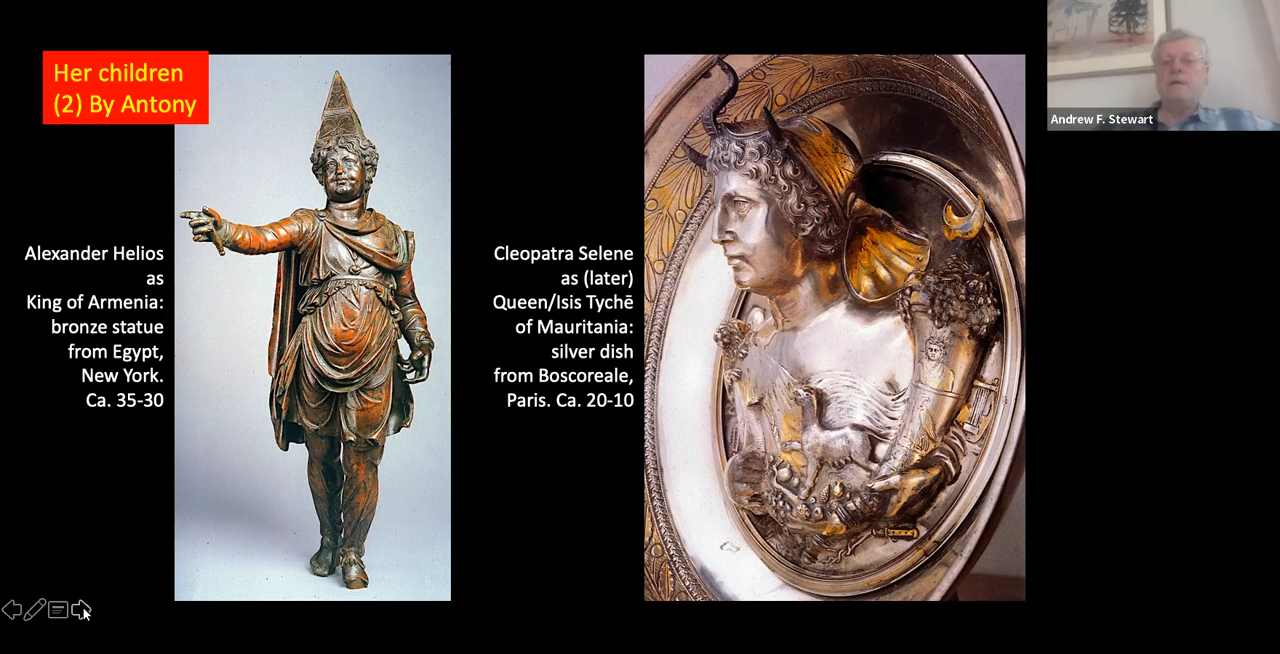 Her children
(2) By Antony
Alexander Helios
as
King of Armenia:
bronze statue
from Egypt,
New York.
Ca. 35-30
Cleopatra Selene
as (later)
Queen/Isis Tychē
of Mauritania:
silver dish
from Boscoreale,
Paris. Ca. 20-10
Andrew F. Stewart